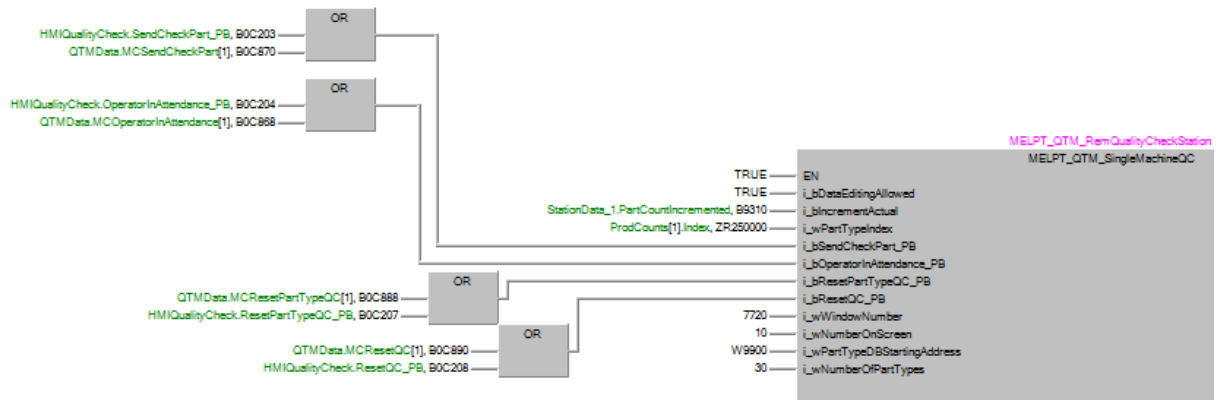 OR
HMIQualityCheck.SendCheckPart_PB, B0C203
QTMData.MCSendCheckPart[1], B0C870
OR
HMIQualityCheck.OperatorInAttendance_PB, B0C204
QTMData.MCOperatorInAttendance[1], B0C868
MELPT_QTM_RemQualityCheckStation
MELPT_QTM_SingleMachineQC
TRUE EN
TRUE i_bDataEditingAllowed
StationData_1.PartCountIncremented, B9310 i_bIncrementActual
ProdCounts[1].Index, ZR250000 i_wPartTypeIndex
i_bSendCheckPart_PB
i_bOperatorInAttendance_PB
OR
i_bResetPartTypeQC_PB
QTMData.MCResetPartTypeQC[1], B0C888
i_bResetQC_PB
HMIQualityCheck.ResetPartTypeQC_PB, B0C207
7720 i_wWindowNumber
OR
10 i_wNumberOnScreen
QTMData.MCResetQC[1], B0C890
W9900 i_wPartTypeDBStartingAddress
HMIQualityCheck.ResetQC_PB, B0C208
30 i_wNumberOfPartTypes